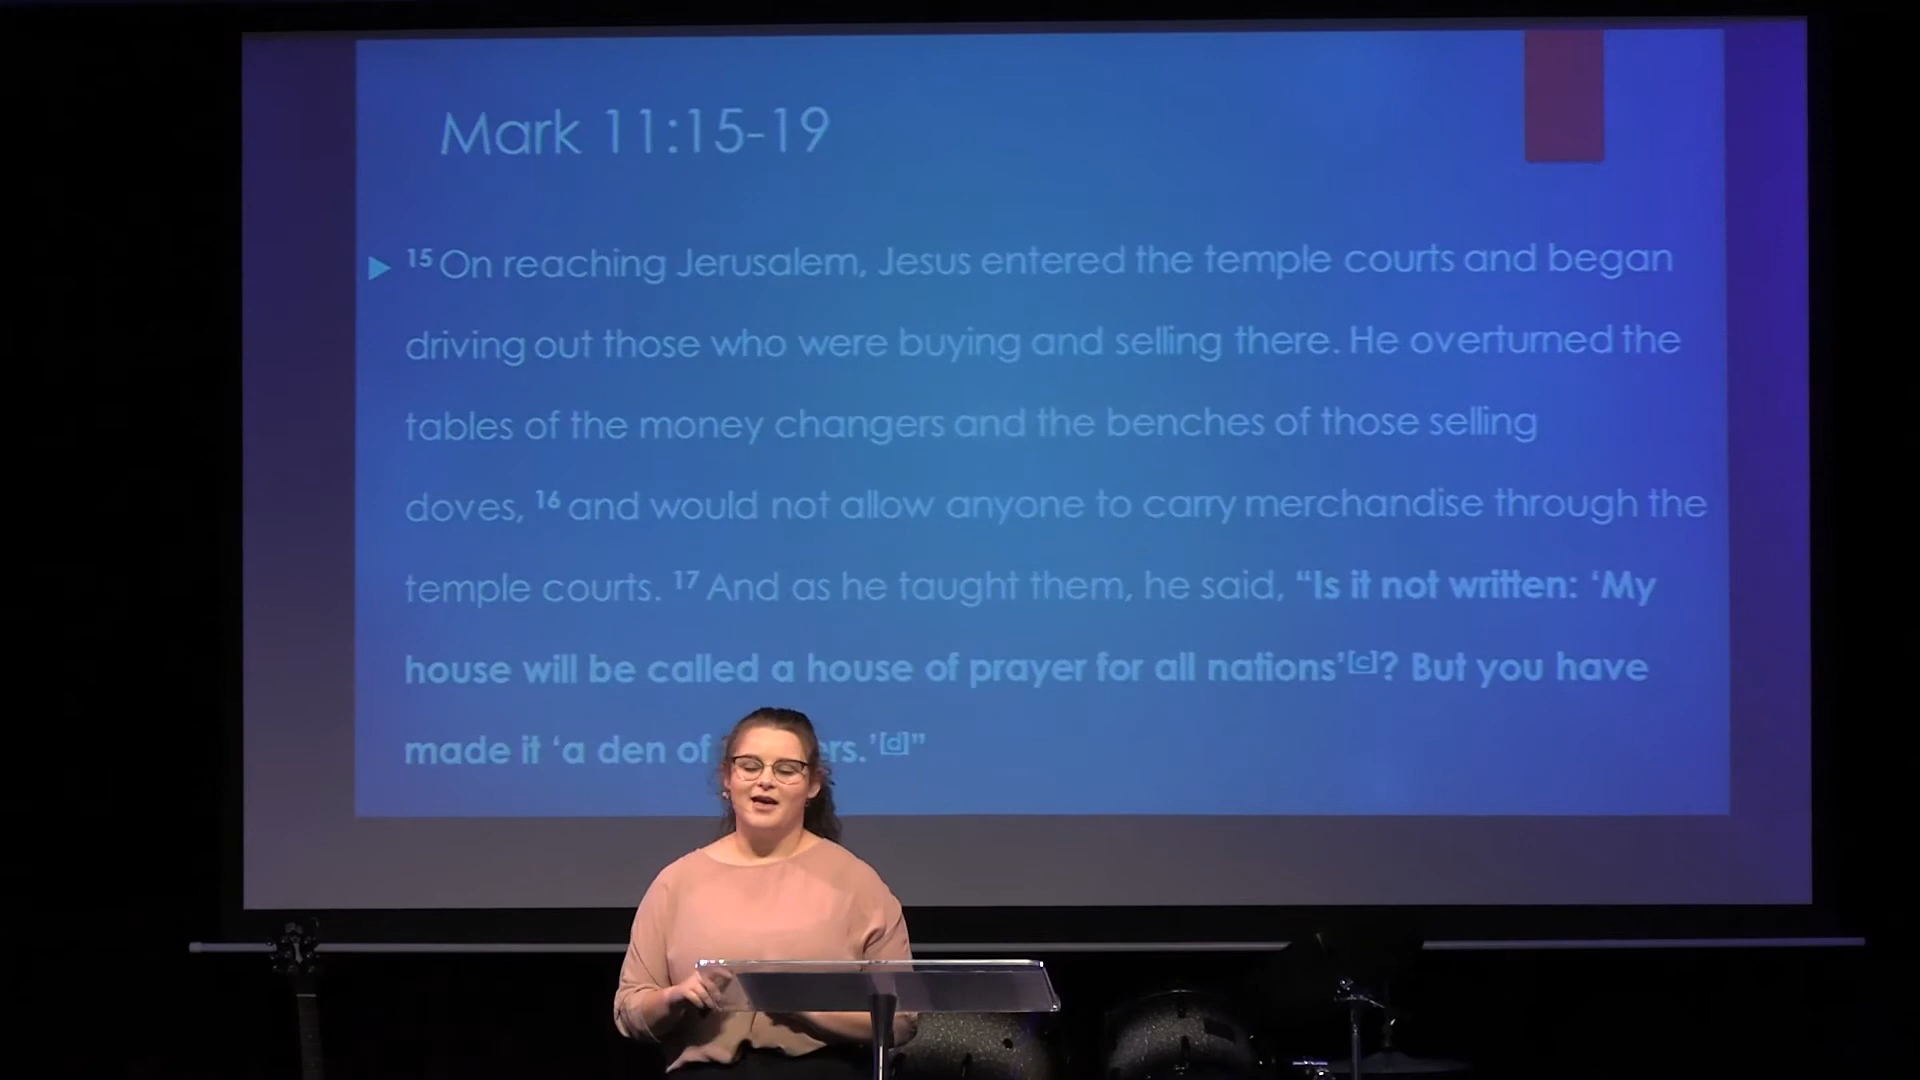 Mark 11:15-19
15 On reaching Jerusalem, Jesus entered the temple courts and began
driving out those who were buying and selling there. He overturned the
tables of the money changers and the benches of those selling
doves, 16 and would not allow anyone to carry merchandise through the
temple courts. 17 And as he taught them, he said, “Is it not written: ‘My
house will be called a house of prayer for all nations’[c]? But you have
made it ‘a den of
.’[d]”